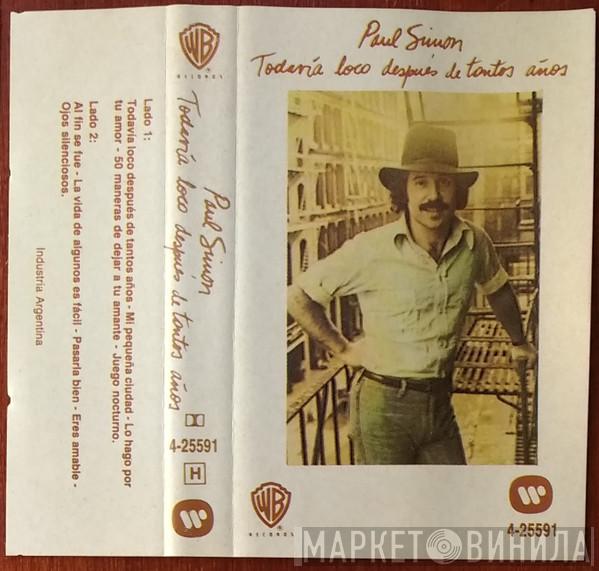 WB
RECORDS
Paul Simon
Todavía loco después de tantos años
Lado 1:
Todavía loco después de tantos años - Mi pequeña ciudad - Lo hago por
tu amor - 50 maneras de dejar a tu amante - Juego nocturno.
Lado 2:
Al fin se fue - La vida de algunos es fácil - Pasarla bien - Eres amable -
Ojos silenciosos.
Industria Argentina
Paul Simon
Todavía loco después de tantos años
4-25591
H
WB
RECORDS
4-25591
МАРКЕТ ВИНИЛА